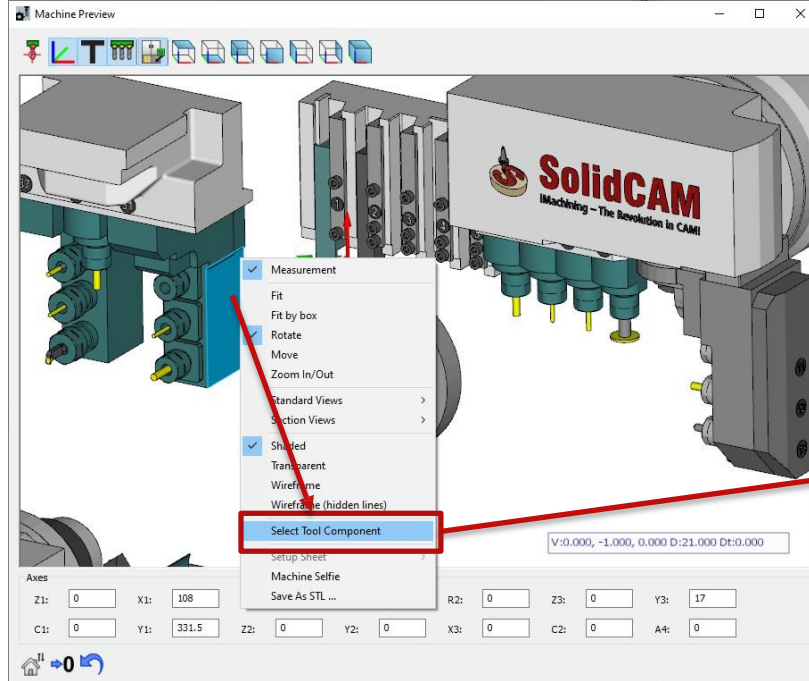 Machine Preview
SolidCAM
iMachining – The Revolution in CAM!
1
2
3
4
Measurement
Fit
Fit by box
Rotate
Move
Zoom In/Out
Standard Views
Section Views
Shaded
Transparent
Wireframe
Wireframe (hidden lines)
Select Tool Component
Setup Sheet
Machine Selfie
Save As STL ...
V:0.000, -1.000, 0.000 D:21.000 Dt:0.000
Axes
Z1: 0 X1: 108 R2: 0 Z3: 0 Y3: 17
C1: 0 Y1: 331.5 Z2: 0 Y2: 0 X3: 0 C2: 0 A4: 0
0